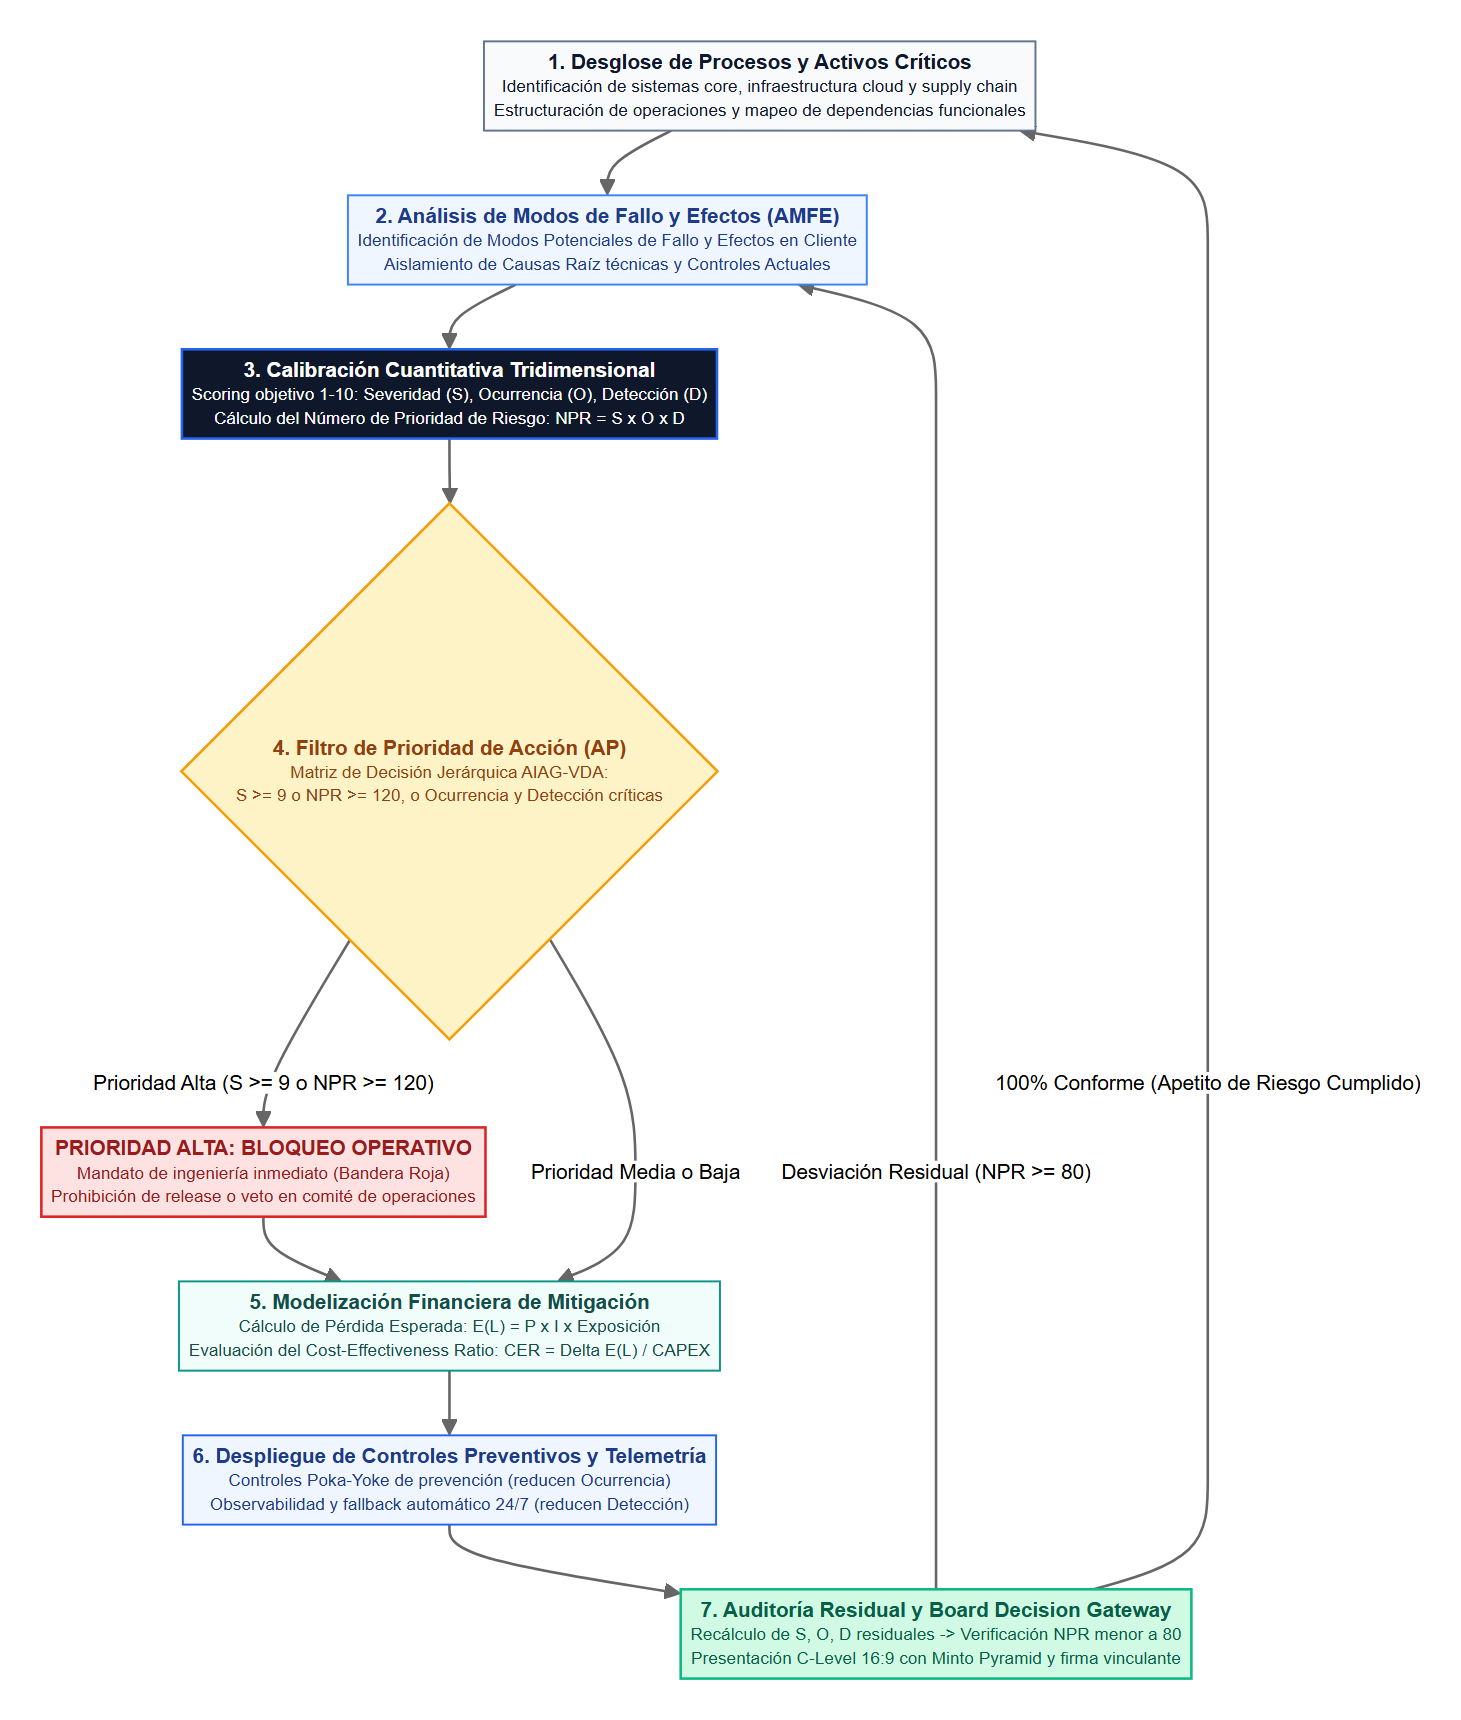 1. Desglose de Procesos y Activos Críticos
Identificación de sistemas core, infraestructura cloud y supply chain
Estructuración de operaciones y mapeo de dependencias funcionales
2. Análisis de Modos de Fallo y Efectos (AMFE)
Identificación de Modos Potenciales de Fallo y Efectos en Cliente
Aislamiento de Causas Raíz técnicas y Controles Actuales
3. Calibración Cuantitativa Tridimensional
Scoring objetivo 1-10: Severidad (S), Ocurrencia (O), Detección (D)
Cálculo del Número de Prioridad de Riesgo: NPR = S x O x D
4. Filtro de Prioridad de Acción (AP)
Matriz de Decisión Jerárquica AIAG-VDA:
S >= 9 o NPR >= 120, o Ocurrencia y Detección críticas
Prioridad Alta (S >= 9 o NPR >= 120)
100% Conforme (Apetito de Riesgo Cumplido)
PRIORIDAD ALTA: BLOQUEO OPERATIVO
Mandato de ingeniería inmediato (Bandera Roja)
Prohibición de release o veto en comité de operaciones
Prioridad Media o Baja
Desviación Residual (NPR >= 80)
5. Modelización Financiera de Mitigación
Cálculo de Pérdida Esperada: E(L) = P x I x Exposición
Evaluación del Cost-Effectiveness Ratio: CER = Delta E(L) / CAPEX
6. Despliegue de Controles Preventivos y Telemetría
Controles Poka-Yoke de prevención (reducen Ocurrencia)
Observabilidad y fallback automático 24/7 (reducen Detección)
7. Auditoría Residual y Board Decision Gateway
Recálculo de S, O, D residuales -> Verificación NPR menor a 80
Presentación C-Level 16:9 con Minto Pyramid y firma vinculante